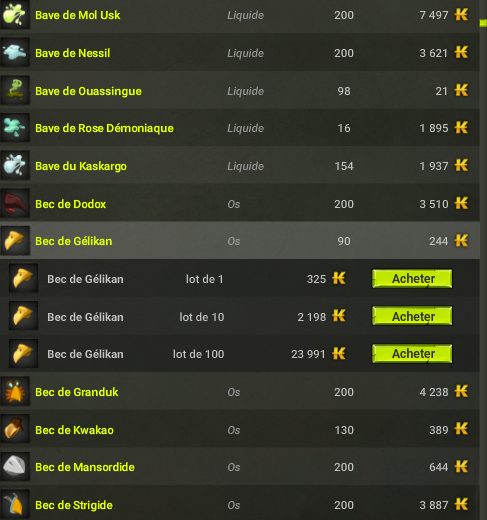 Bave de Mol Usk Liquide 200 7 497
Bave de Nessil Liquide 200 3 621
Bave de Ouassingue Liquide 98 21
Bave de Rose Démoniaque Liquide 16 1 895
Bave du Kaskargo Liquide 154 1 937
Bec de Dodox Os 200 3 510
Bec de Gélikan Os 90 244
Bec de Gélikan lot de 1 325 Acheter
Bec de Gélikan lot de 10 2 198 Acheter
Bec de Gélikan lot de 100 23 991 Acheter
Bec de Granduk Os 200 4 238
Bec de Kwakao Os 130 389
Bec de Mansordide Os 200 644
Bec de Strigide Os 200 3 887